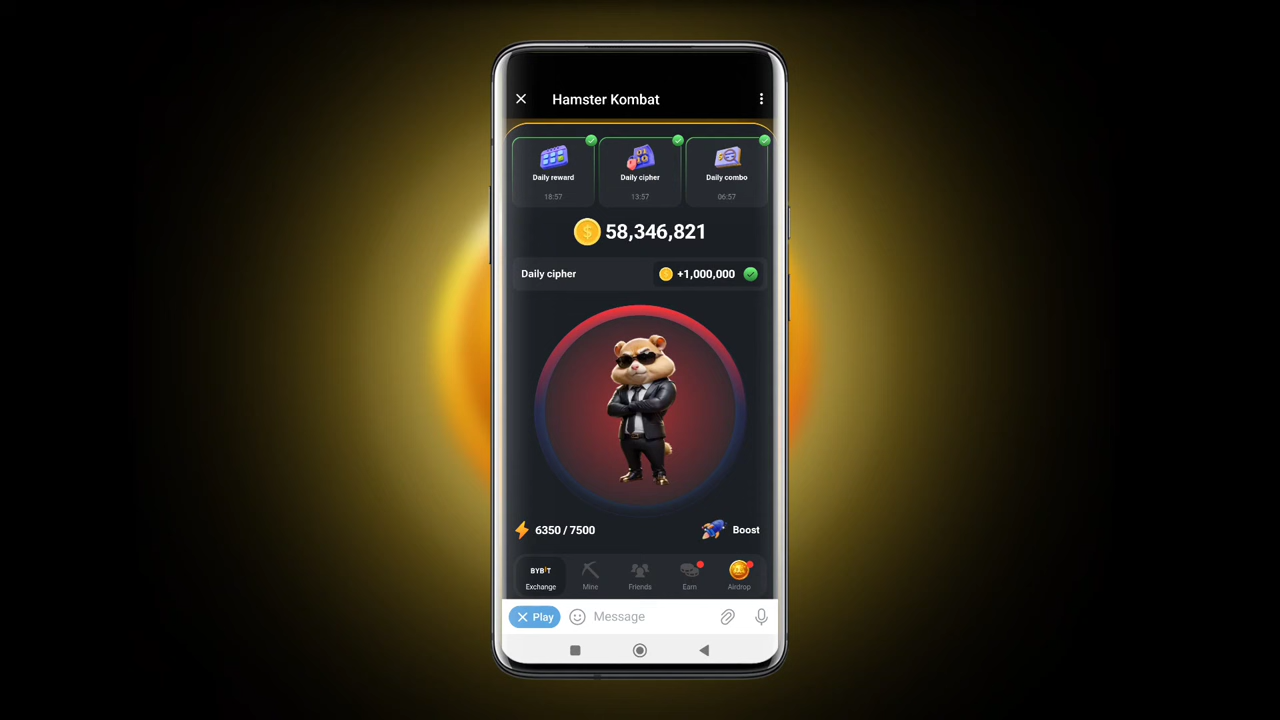 Hamster Kombat
Daily reward
Daily cipher
Daily combo
18:57
13:57
06:57
58,346,821
Daily cipher
+1,000,000
6350 / 7500
Boost
BYBIT
Exchange
Mine
Friends
Earn
Airdrop
Play
Message